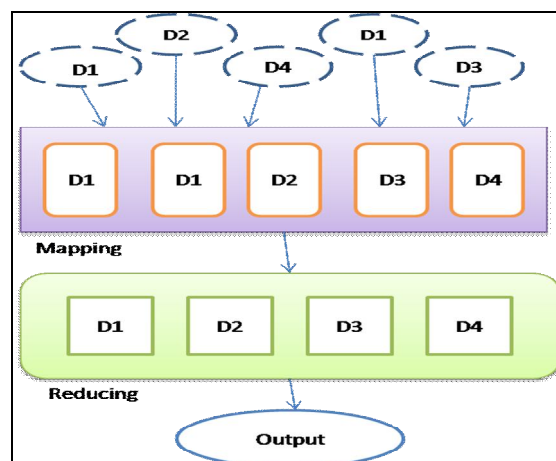 D2 D1
D1 D4 D3
D1 D1 D2 D3 D4
Mapping
D1 D2 D3 D4
Reducing
Output